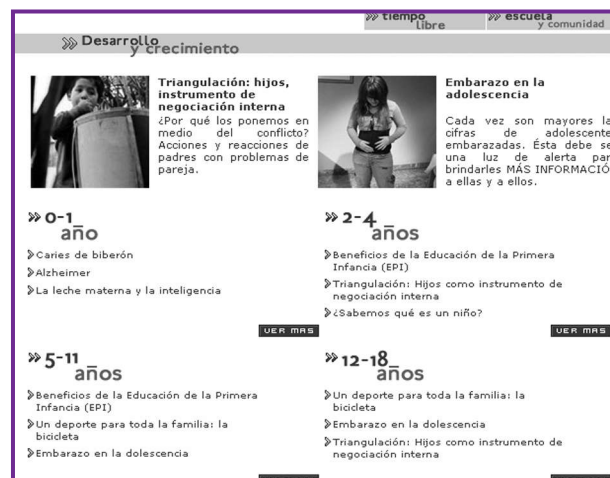 tiempo
libre
escuela
y comunidad
Desarrollo
y crecimiento
Triangulación: hijos,
instrumento de
negociación interna
¿Por qué los ponemos en
medio del conflicto?
Acciones y reacciones de
padres con problemas de
pareja.
Embarazo en la
adolescencia
Cada vez son mayores la
cifras de adolescente
embarazadas. Ésta debe se
una luz de alerta par
brindarles MÁS INFORMACIÓ
a ellas y a ellos.
0-1
año
Caries de biberón
Alzheimer
La leche materna y la inteligencia
VER MAS
2-4
años
Beneficios de la Educación de la Primera
Infancia (EPI)
Triangulación: Hijos como instrumento de
negociación interna
¿Sabemos qué es un niño?
VER MAS
5-11
años
Beneficios de la Educación de la Primera
Infancia (EPI)
Un deporte para toda la familia: la
bicicleta
Embarazo en la dolescencia
12-18
años
Un deporte para toda la familia: la
bicicleta
Embarazo en la dolescencia
Triangulación: Hijos como instrumento de
negociación interna